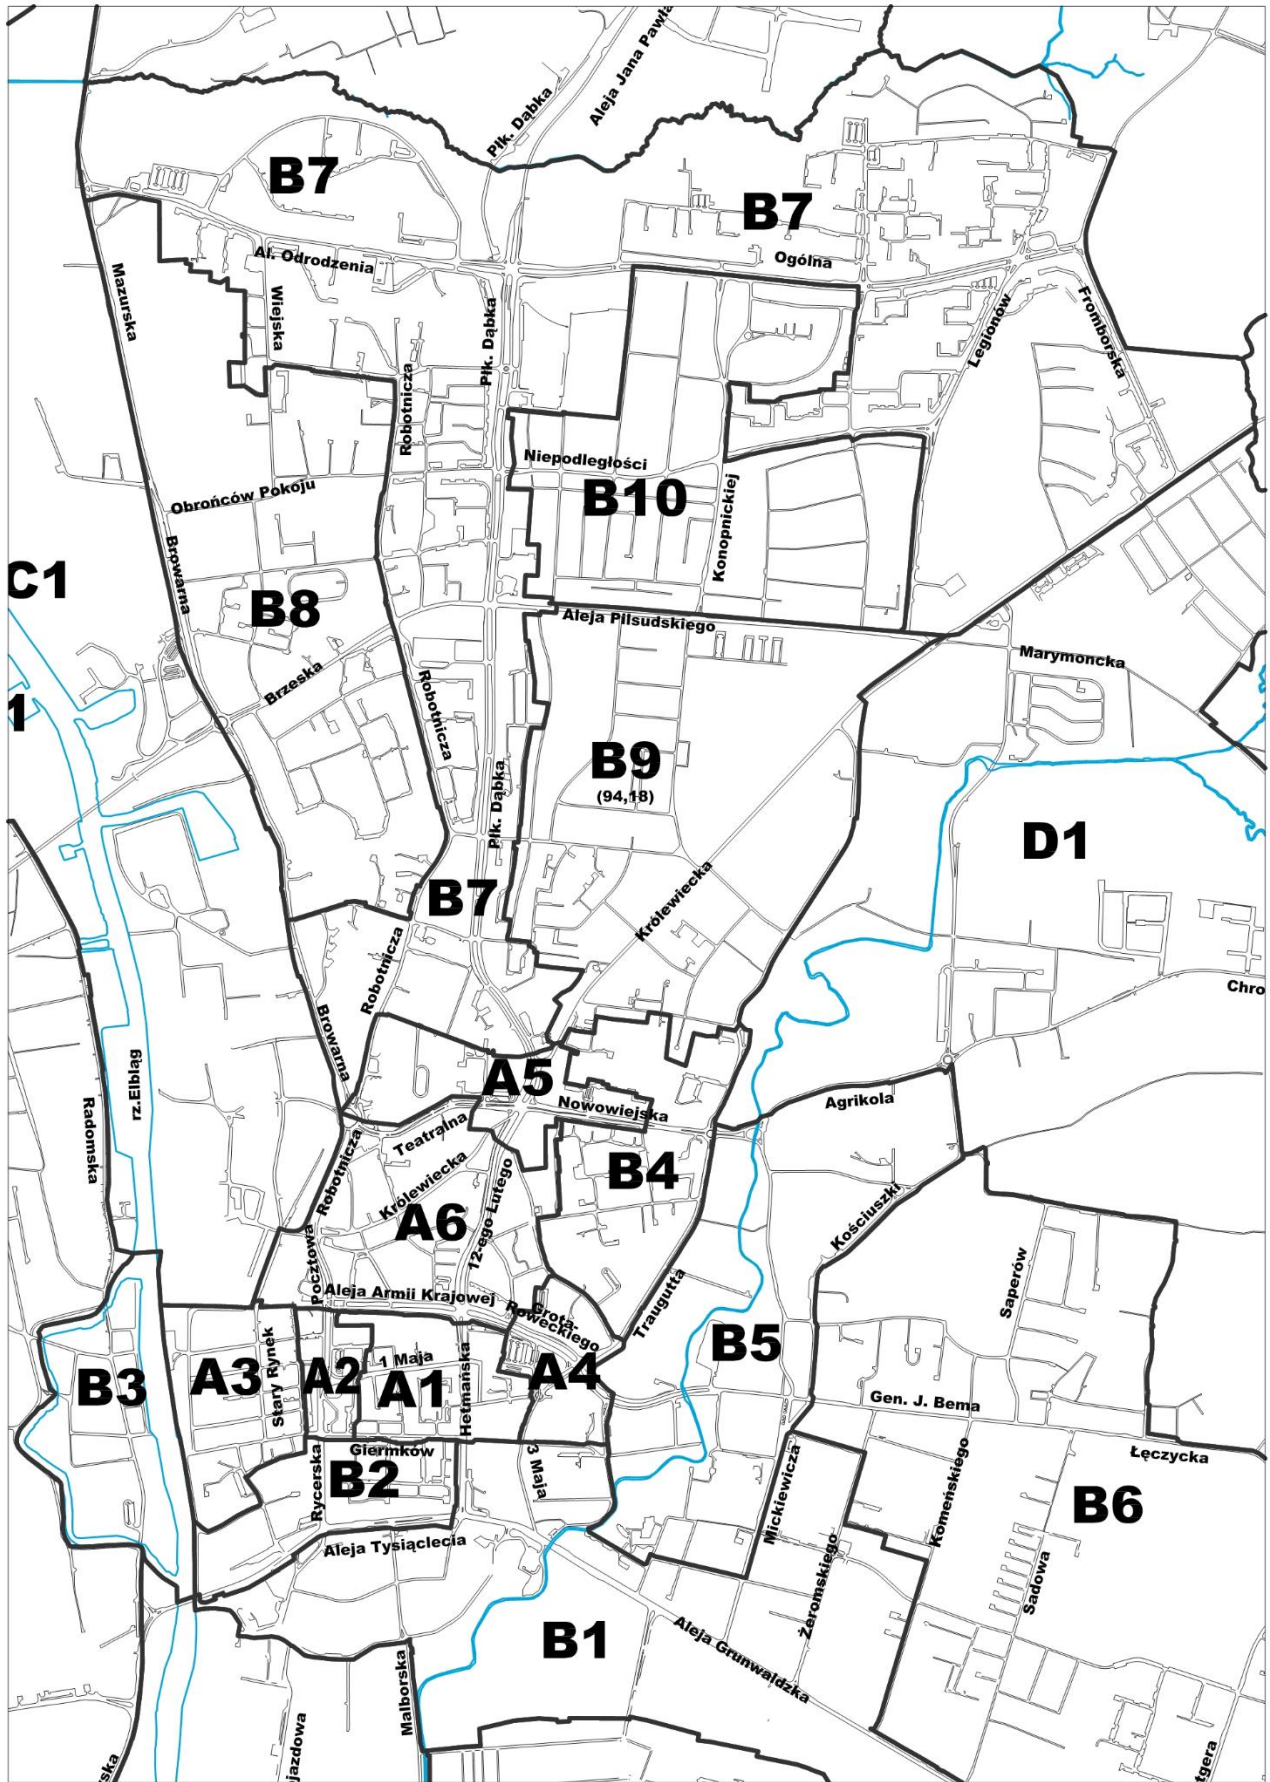 Płk. Dąbka
Aleja Jana Pawła
B7
B7
Al. Odrodzenia
Ogólna
Mazurska
Wiejska
Płk. Dąbka
Legionów
Fromborska
Robotnicza
Niepodległości
B10
Konopnickiej
Obrońców Pokoju
Browarna
C1
B8
Aleja Piłsudskiego
Marymoncka
Brzeska
Robotnicza
1
B9
(94,18)
Płk. Dąbka
D1
B7
Królewiecka
Robotnicza
Chro
Browarna
rz.Elbląg
A5
Nowowiejska
Agrikola
Radomska
Teatralna
Robotnicza
Królewiecka
B4
12-ego Lutego
A6
Kościuszki
Pocztowa
Saperów
Aleja Armii Krajowej
Grota-
Roweckiego
Traugutta
B5
Stary Rynek
1 Maja
B3
A3
A2
A1
Hetmańska
A4
Gen. J. Bema
Giermków
Łęczycka
Rycerska
B2
3 Maja
Mickiewicza
Komeńskiego
B6
Aleja Tysiąclecia
Żeromskiego
Sadowa
B1
Aleja Grunwaldzka
Malborska
jazdowa
ska
tgera